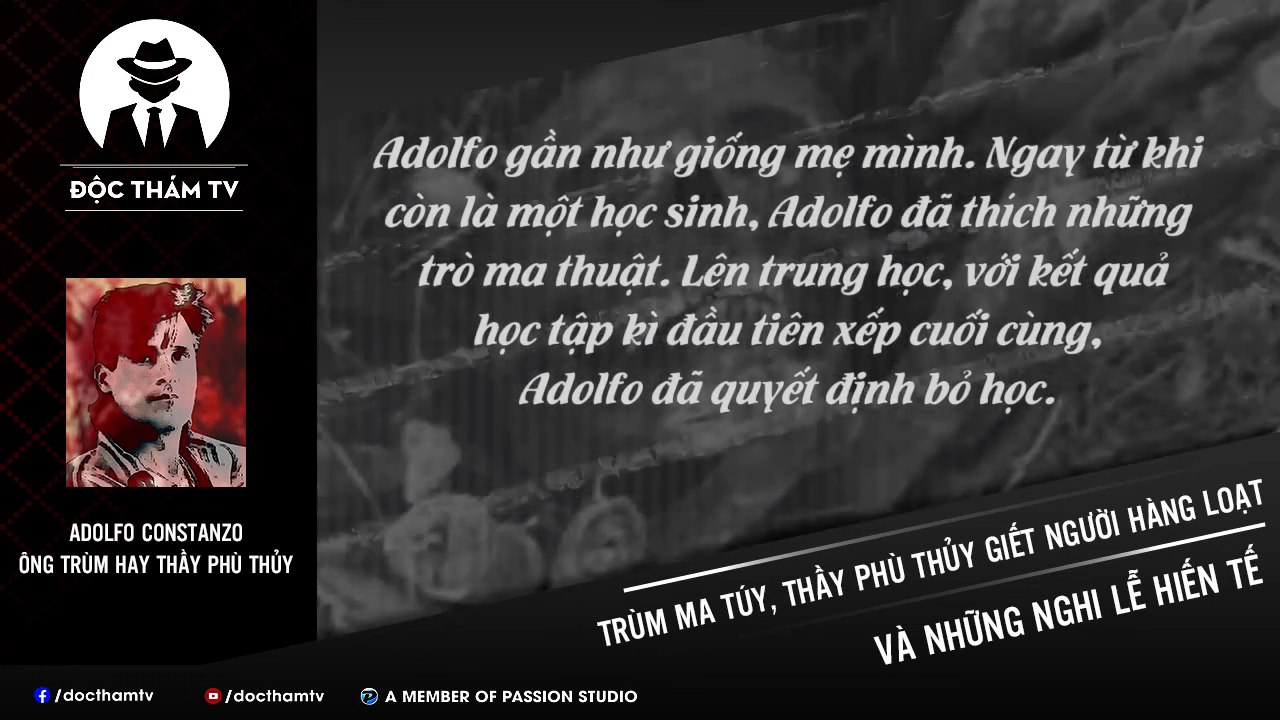 ĐỘC THÁM TV
ADOLFO CONSTANZO
ÔNG TRÙM HAY THẦY PHÙ THỦY
Adolfo gần như giống mẹ mình. Ngay từ khi
còn là một học sinh, Adolfo đã thích những
trò ma thuật. Lên trung học, với kết quả
học tập kì đầu tiên xếp cuối cùng,
Adolfo đã quyết định bỏ học.
TRÙM MA TÚY, THẦY PHÙ THỦY GIẾT NGƯỜI HÀNG LOẠT
VÀ NHỮNG NGHI LỄ HIẾN TẾ
/docthamtv
/docthamtv
A MEMBER OF PASSION STUDIO